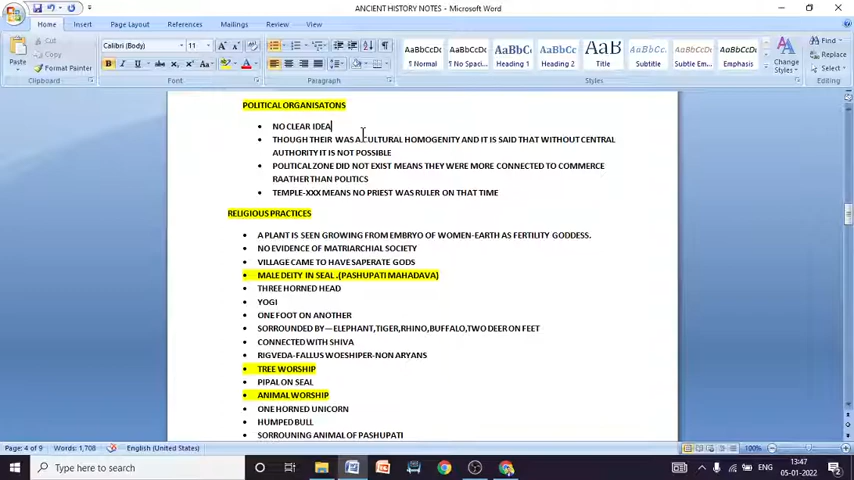 ANCIENT HISTORY NOTES - Microsoft Word
Home Insert Page Layout References Mailings Review View
Paste
Cut
Copy
Format Painter
Clipboard
Calibri (Body) 11
B I U abc
Font
Paragraph
AaBbCcDc AaBbCcDc AaBbCc AaBbCc AaB AaBbCcL AaBbCcDc AaBbCcDc
¶ Normal ¶ No Spaci... Heading 1 Heading 2 Title Subtitle Subtle Em... Emphasis
Styles
Change Styles
Find
Replace
Select
Editing
POLITICAL ORGANISATONS
• NO CLEAR IDEA
• THOUGH THEIR WAS A CULTURAL HOMOGENITY AND IT IS SAID THAT WITHOUT CENTRAL
AUTHORITY IT IS NOT POSSIBLE
• POLITICAL ZONE DID NOT EXIST MEANS THEY WERE MORE CONNECTED TO COMMERCE
RAATHER THAN POLITICS
• TEMPLE-XXX MEANS NO PRIEST WAS RULER ON THAT TIME
RELIGIOUS PRACTICES
• A PLANT IS SEEN GROWING FROM EMBRYO OF WOMEN-EARTH AS FERTILITY GODDESS.
• NO EVIDENCE OF MATRIARCHIAL SOCIETY
• VILLAGE CAME TO HAVE SAPERATE GODS
• MALE DEITY IN SEAL .(PASHUPATI MAHADAVA)
• THREE HORNED HEAD
• YOGI
• ONE FOOT ON ANOTHER
• SORROUNDED BY—ELEPHANT,TIGER,RHINO,BUFFALO,TWO DEER ON FEET
• CONNECTED WITH SHIVA
• RIGVEDA-FALLUS WOESHIPER-NON ARYANS
• TREE WORSHIP
• PIPAL ON SEAL
• ANIMAL WORSHIP
• ONE HORNED UNICORN
• HUMPED BULL
• SORROUNING ANIMAL OF PASHUPATI
Page: 4 of 9 Words: 1,708 English (United States) 100%
Type here to search
ENG
13:47
05-01-2022
2